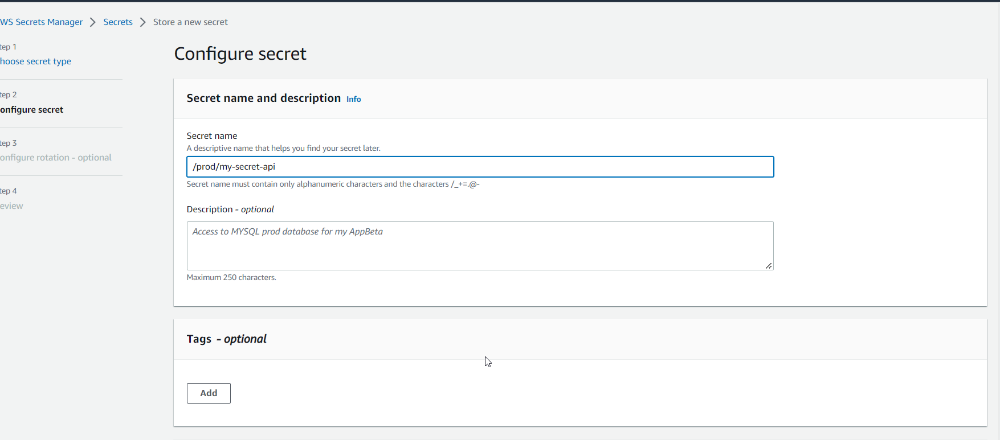 WS Secrets Manager > Secrets > Store a new secret
tep 1
hoose secret type
tep 2
onfigure secret
tep 3
onfigure rotation - optional
tep 4
eview
Configure secret
Secret name and description Info
Secret name
A descriptive name that helps you find your secret later.
/prod/my-secret-api
Secret name must contain only alphanumeric characters and the characters /_+=.@-
Description - optional
Access to MYSQL prod database for my AppBeta
Maximum 250 characters.
Tags - optional
Add